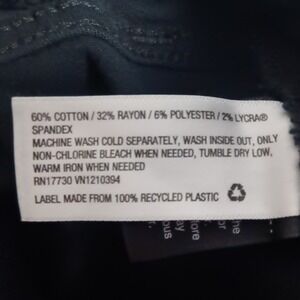 60% COTTON / 32% RAYON / 6% POLYESTER / 2% LYCRA®
SPANDEX
MACHINE WASH COLD SEPARATELY, WASH INSIDE OUT, ONLY
NON-CHLORINE BLEACH WHEN NEEDED, TUMBLE DRY LOW,
WARM IRON WHEN NEEDED
RN17730 VN1210394
LABEL MADE FROM 100% RECYCLED PLASTIC